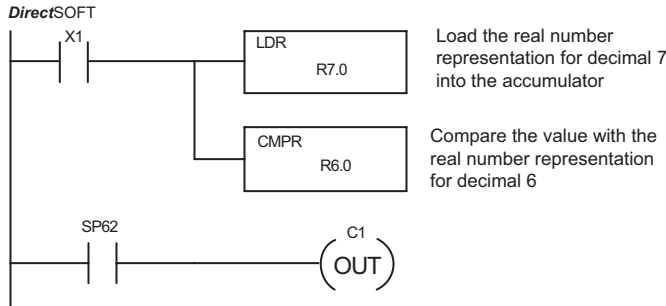 DirectSOFT
X1
LDR
R7.0
Load the real number
representation for decimal 7
into the accumulator
CMPR
R6.0
Compare the value with the
real number representation
for decimal 6
SP62
C1
OUT